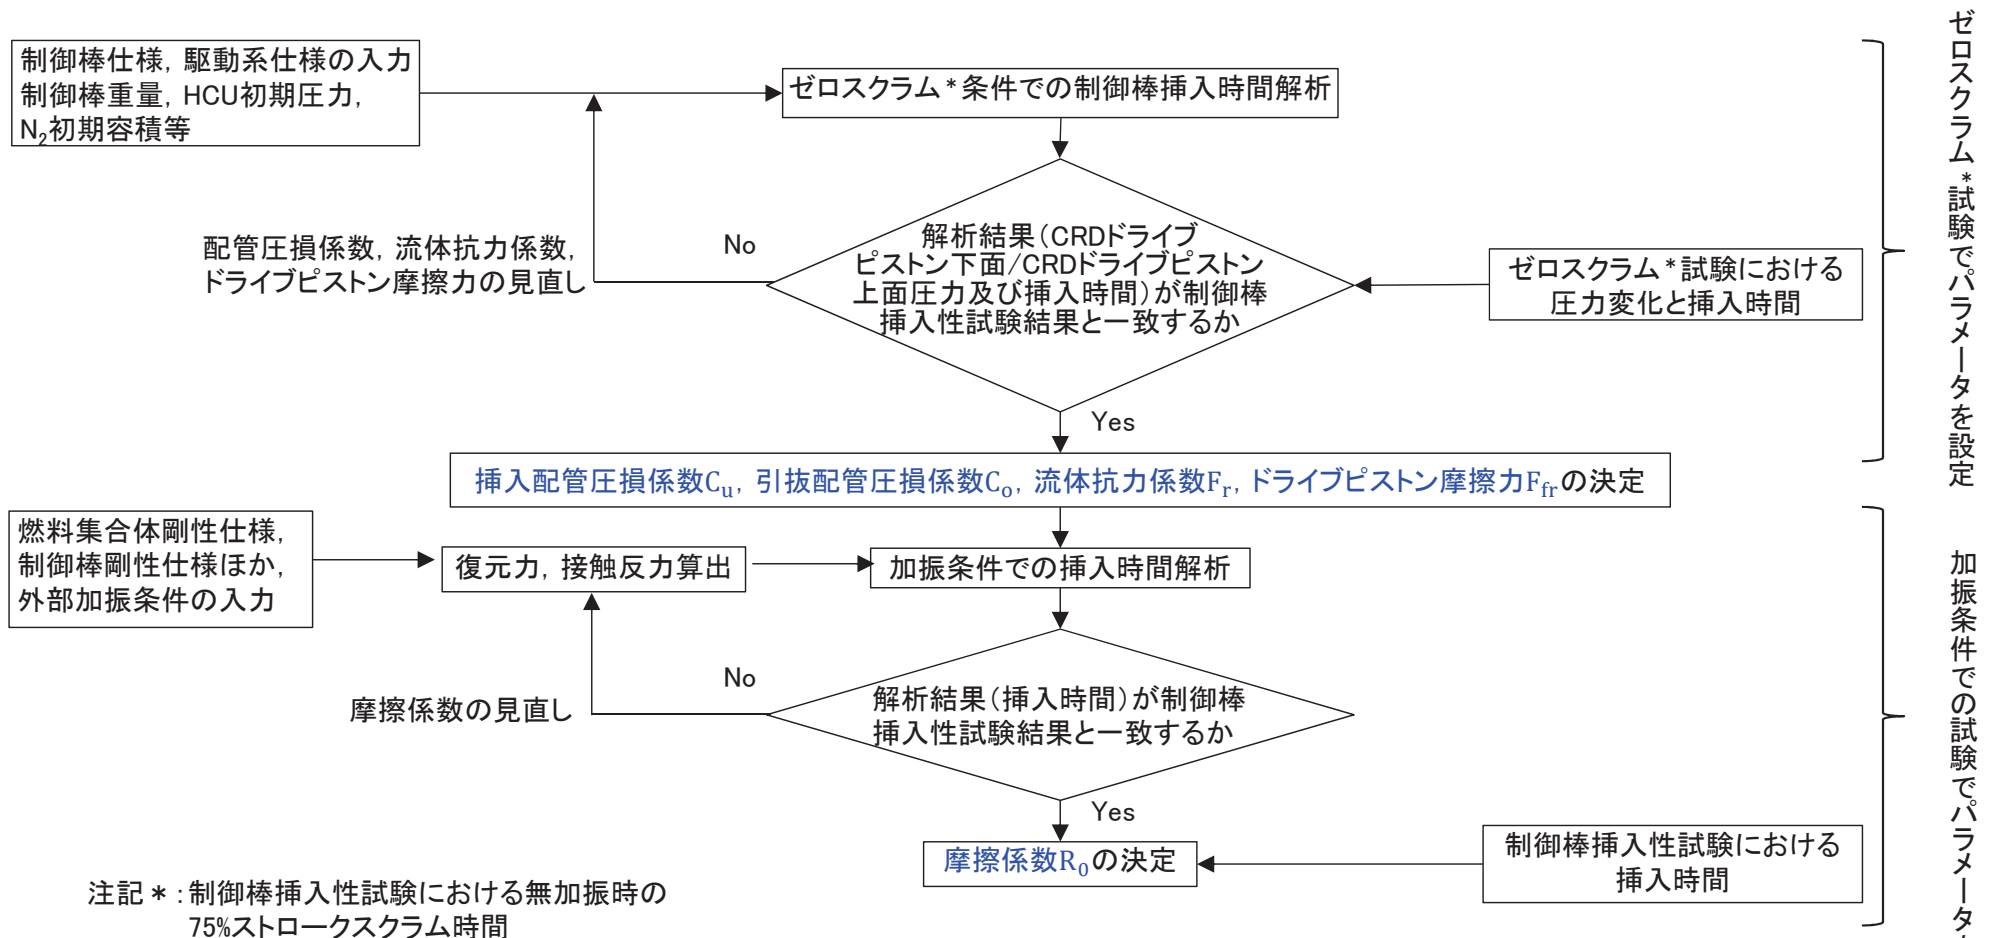 制御棒仕様，駆動系仕様の入力
制御棒重量，HCU初期圧力，
N₂初期容積等
ゼロスクラム*条件での制御棒挿入時間解析
配管圧損係数，流体抗力係数，
ドライブピストン摩擦力の見直し
No
解析結果（CRDドライブ
ピストン下面/CRDドライブピストン
上面圧力及び挿入時間）が制御棒
挿入性試験結果と一致するか
ゼロスクラム*試験における
圧力変化と挿入時間
Yes
挿入配管圧損係数Cu，引抜配管圧損係数Co，流体抗力係数Fr，ドライブピストン摩擦力Ffrの決定
ゼロスクラム*試験でパラメータを設定
燃料集合体剛性仕様，
制御棒剛性仕様ほか，
外部加振条件の入力
復元力，接触反力算出
加振条件での挿入時間解析
摩擦係数の見直し
No
解析結果（挿入時間）が制御棒
挿入性試験結果と一致するか
Yes
摩擦係数R₀の決定
制御棒挿入性試験における
挿入時間
加振条件での試験でパラメータ
注記*：制御棒挿入性試験における無加振時の
75%ストロークスクラム時間